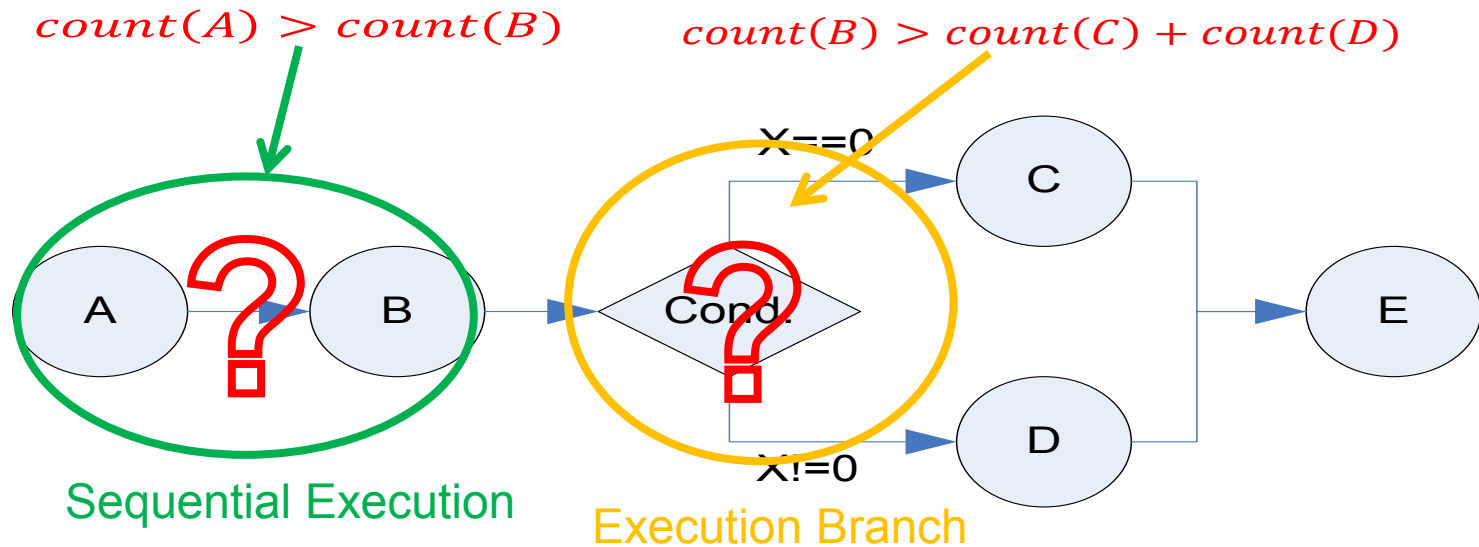 count(A) > count(B)
count(B) > count(C) + count(D)
X==0
C
A
?
B
Cond.
?
E
D
X!=0
Sequential Execution
Execution Branch